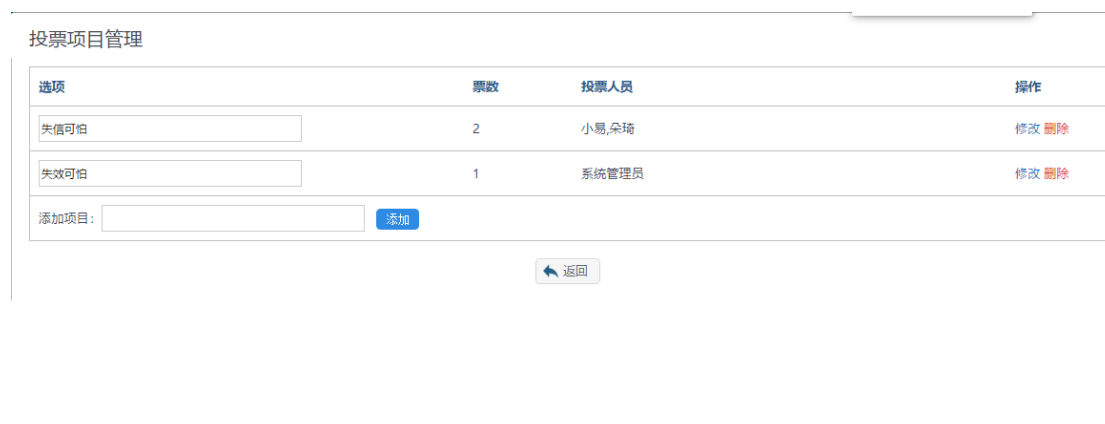 投票项目管理
选项 票数 投票人员 操作
失信可怕 2 小易,朵琦 修改 删除
失效可怕 1 系统管理员 修改 删除
添加项目: 添加
返回